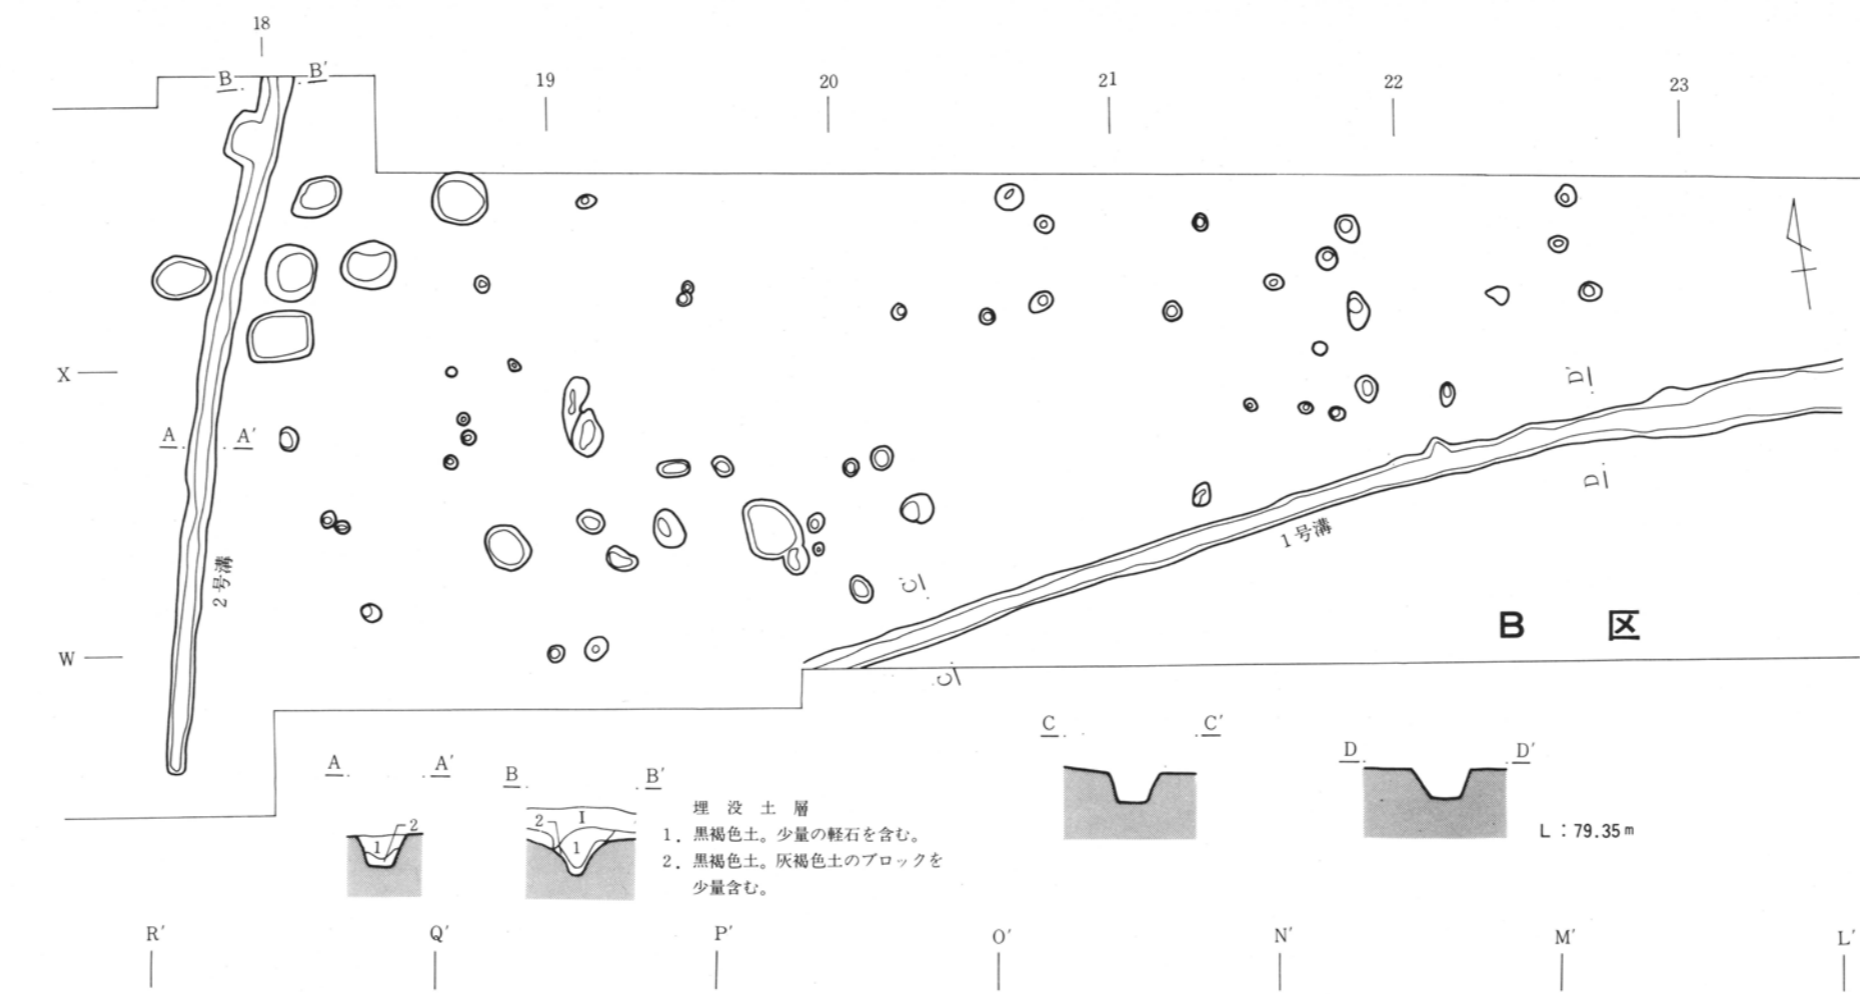 18
19
20
21
22
23
B
B′
X
A
A′
D′
D
2号溝
1号溝
C′
C
W
B 区
A
A′
B
B′
C
C′
D
D′
1
2
2
I
1
埋没土層
1．黒褐色土。少量の軽石を含む。
2．黒褐色土。灰褐色土のブロックを
少量含む。
L：79.35m
R′
Q′
P′
O′
N′
M′
L′